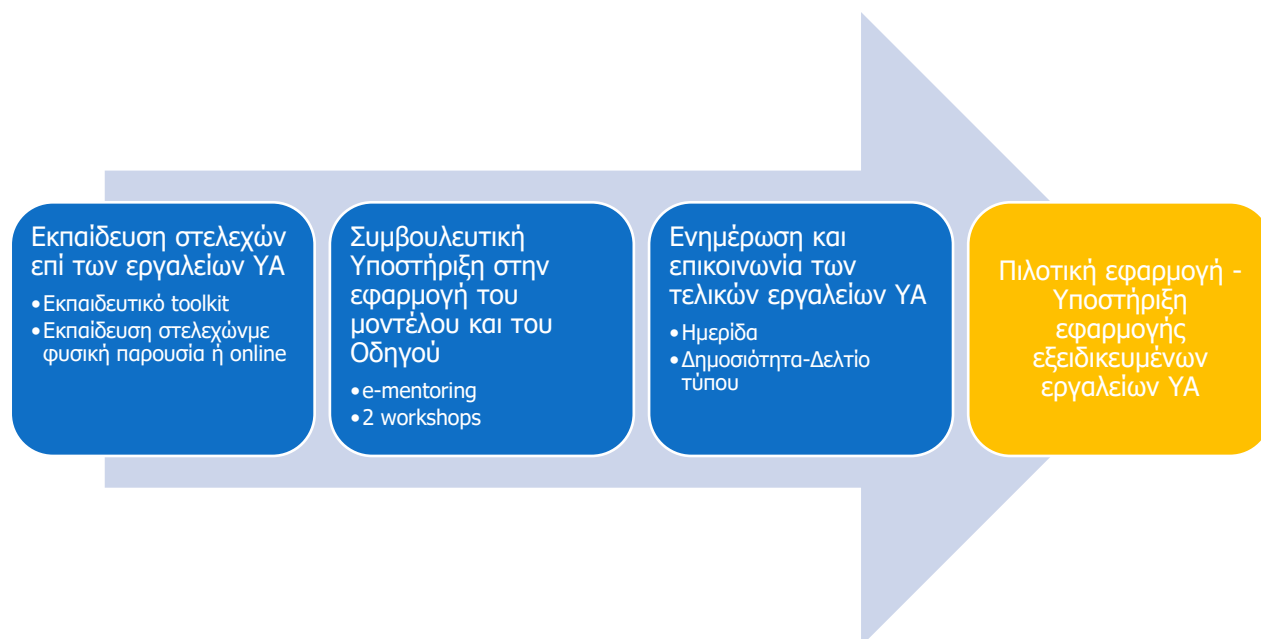 Εκπαίδευση στελεχών
επί των εργαλείων ΥΑ
•Εκπαιδευτικό toolkit
•Εκπαίδευση στελεχώνμε
φυσική παρουσία ή online
Συμβουλευτική
Υποστήριξη στην
εφαρμογή του
μοντέλου και του
Οδηγού
•e-mentoring
•2 workshops
Ενημέρωση και
επικοινωνία των
τελικών εργαλείων ΥΑ
•Ημερίδα
•Δημοσιότητα-Δελτίο
τύπου
Πιλοτική εφαρμογή -
Υποστήριξη
εφαρμογής
εξειδικευμένων
εργαλείων ΥΑ